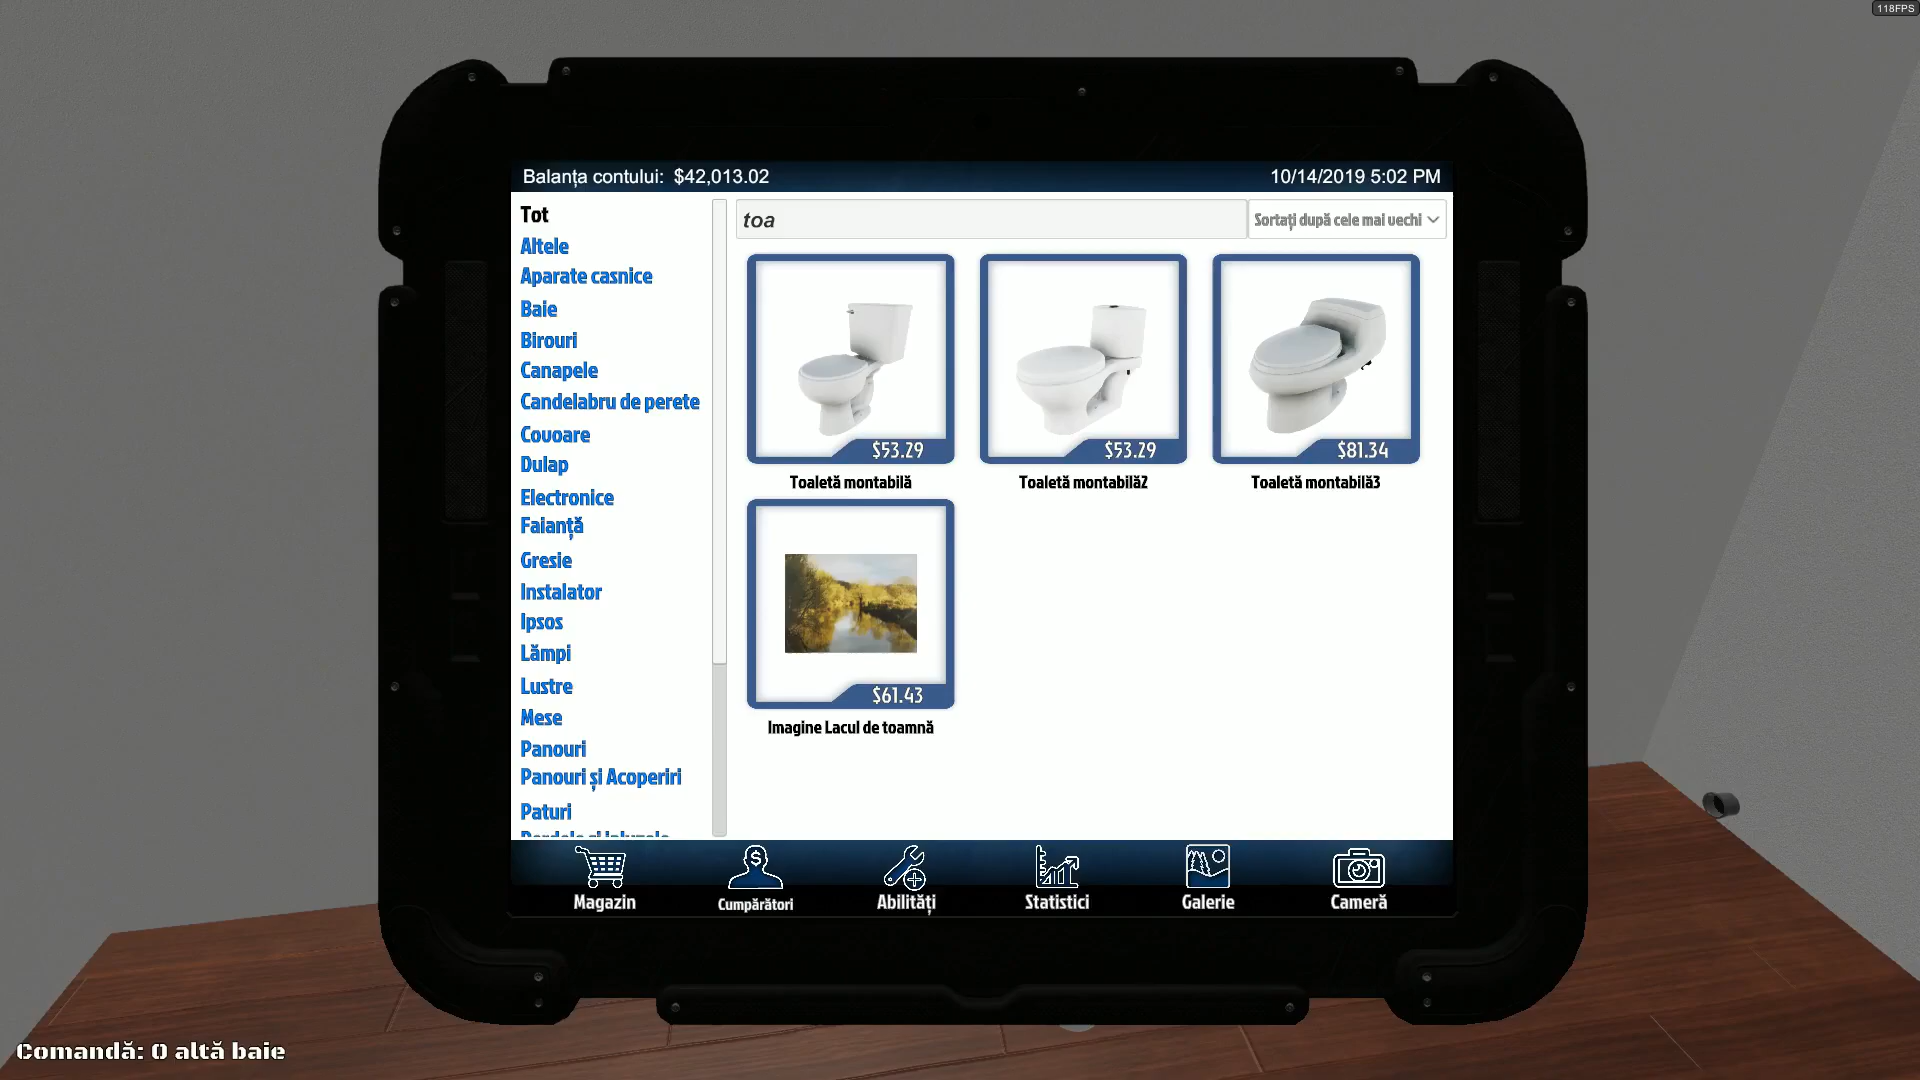 118FPS
Balanța contului: $42,013.02
10/14/2019 5:02 PM
Tot
Altele
Aparate casnice
Baie
Birouri
Canapele
Candelabru de perete
Covoare
Dulap
Electronice
Faianță
Gresie
Instalator
Ipsos
Lămpi
Lustre
Mese
Panouri
Panouri și Acoperiri
Paturi
toa
Sortați după cele mai vechi
$53.29
$53.29
$81.34
Toaletă montabilă
Toaletă montabilă2
Toaletă montabilă3
$61.43
Imagine Lacul de toamnă
Magazin
Cumpărători
Abilități
Statistici
Galerie
Cameră
Comandă: O altă baie